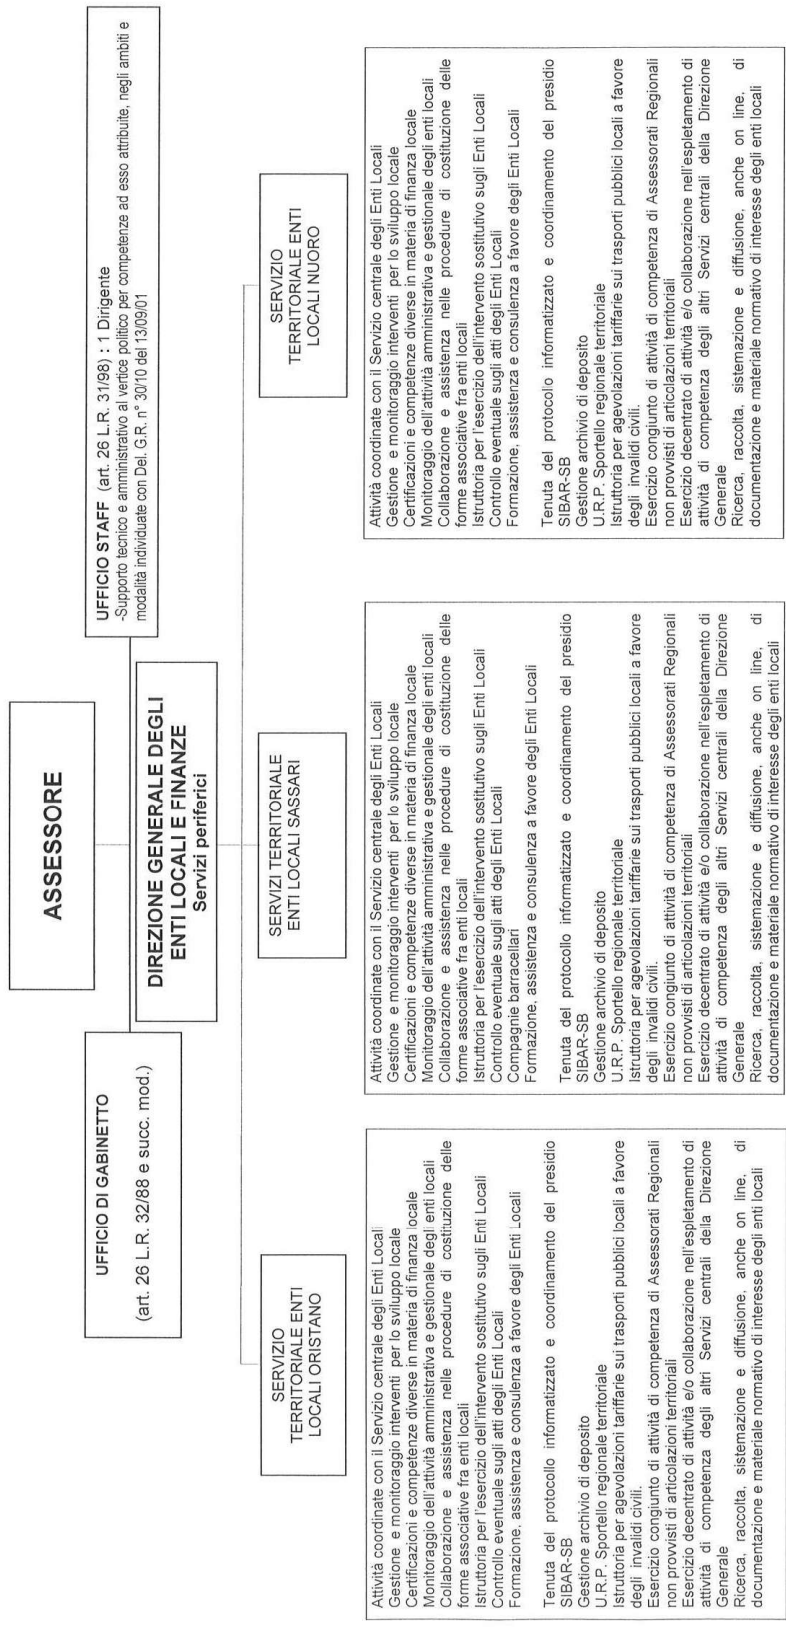 ASSESSORE
UFFICIO DI GABINETTO
(art. 26 L.R. 32/88 e succ. mod.)
UFFICIO STAFF (art. 26 L.R. 31/98) : 1 Dirigente
-Supporto tecnico e amministrativo al vertice politico per competenze ad esso attribuite, negli ambiti e
modalità individuate con Del. G.R. n° 30/10 del 13/09/01
DIREZIONE GENERALE DEGLI
ENTI LOCALI E FINANZE
Servizi periferici
SERVIZIO
TERRITORIALE ENTI
LOCALI ORISTANO
Attività coordinate con il Servizio centrale degli Enti Locali
Gestione e monitoraggio interventi per lo sviluppo locale
Certificazioni e competenze diverse in materia di finanza locale
Monitoraggio dell'attività amministrativa e gestionale degli enti locali
Collaborazione e assistenza nelle procedure di costituzione delle
forme associative fra enti locali
Istruttoria per l'esercizio dell'intervento sostitutivo sugli Enti Locali
Controllo eventuale sugli atti degli Enti Locali
Formazione, assistenza e consulenza a favore degli Enti Locali
Tenuta del protocollo informatizzato e coordinamento del presidio
SIBAR-SB
Gestione archivio di deposito
U.R.P. Sportello regionale territoriale
Istruttoria per agevolazioni tariffarie sui trasporti pubblici locali a favore
degli invalidi civili.
Esercizio congiunto di attività di competenza di Assessorati Regionali
non provvisti di articolazioni territoriali
Esercizio decentrato di attività e/o collaborazione nell'espletamento di
attività di competenza degli altri Servizi centrali della Direzione
Generale
Ricerca, raccolta, sistemazione e diffusione, anche on line, di
documentazione e materiale normativo di interesse degli enti locali
SERVIZI TERRITORIALE
ENTI LOCALI SASSARI
Attività coordinate con il Servizio centrale degli Enti Locali
Gestione e monitoraggio interventi per lo sviluppo locale
Certificazioni e competenze diverse in materia di finanza locale
Monitoraggio dell'attività amministrativa e gestionale degli enti locali
Collaborazione e assistenza nelle procedure di costituzione delle
forme associative fra enti locali
Istruttoria per l'esercizio dell'intervento sostitutivo sugli Enti Locali
Controllo eventuale sugli atti degli Enti Locali
Compagnie barracellari
Formazione, assistenza e consulenza a favore degli Enti Locali
Tenuta del protocollo informatizzato e coordinamento del presidio
SIBAR-SB
Gestione archivio di deposito
U.R.P. Sportello regionale territoriale
Istruttoria per agevolazioni tariffarie sui trasporti pubblici locali a favore
degli invalidi civili.
Esercizio congiunto di attività di competenza di Assessorati Regionali
non provvisti di articolazioni territoriali
Esercizio decentrato di attività e/o collaborazione nell'espletamento di
attività di competenza degli altri Servizi centrali della Direzione
Generale
Ricerca, raccolta, sistemazione e diffusione, anche on line, di
documentazione e materiale normativo di interesse degli enti locali
SERVIZIO
TERRITORIALE ENTI
LOCALI NUORO
Attività coordinate con il Servizio centrale degli Enti Locali
Gestione e monitoraggio interventi per lo sviluppo locale
Certificazioni e competenze diverse in materia di finanza locale
Monitoraggio dell'attività amministrativa e gestionale degli enti locali
Collaborazione e assistenza nelle procedure di costituzione delle
forme associative fra enti locali
Istruttoria per l'esercizio dell'intervento sostitutivo sugli Enti Locali
Controllo eventuale sugli atti degli Enti Locali
Formazione, assistenza e consulenza a favore degli Enti Locali
Tenuta del protocollo informatizzato e coordinamento del presidio
SIBAR-SB
Gestione archivio di deposito
U.R.P. Sportello regionale territoriale
Istruttoria per agevolazioni tariffarie sui trasporti pubblici locali a favore
degli invalidi civili.
Esercizio congiunto di attività di competenza di Assessorati Regionali
non provvisti di articolazioni territoriali
Esercizio decentrato di attività e/o collaborazione nell'espletamento di
attività di competenza degli altri Servizi centrali della Direzione
Generale
Ricerca, raccolta, sistemazione e diffusione, anche on line, di
documentazione e materiale normativo di interesse degli enti locali